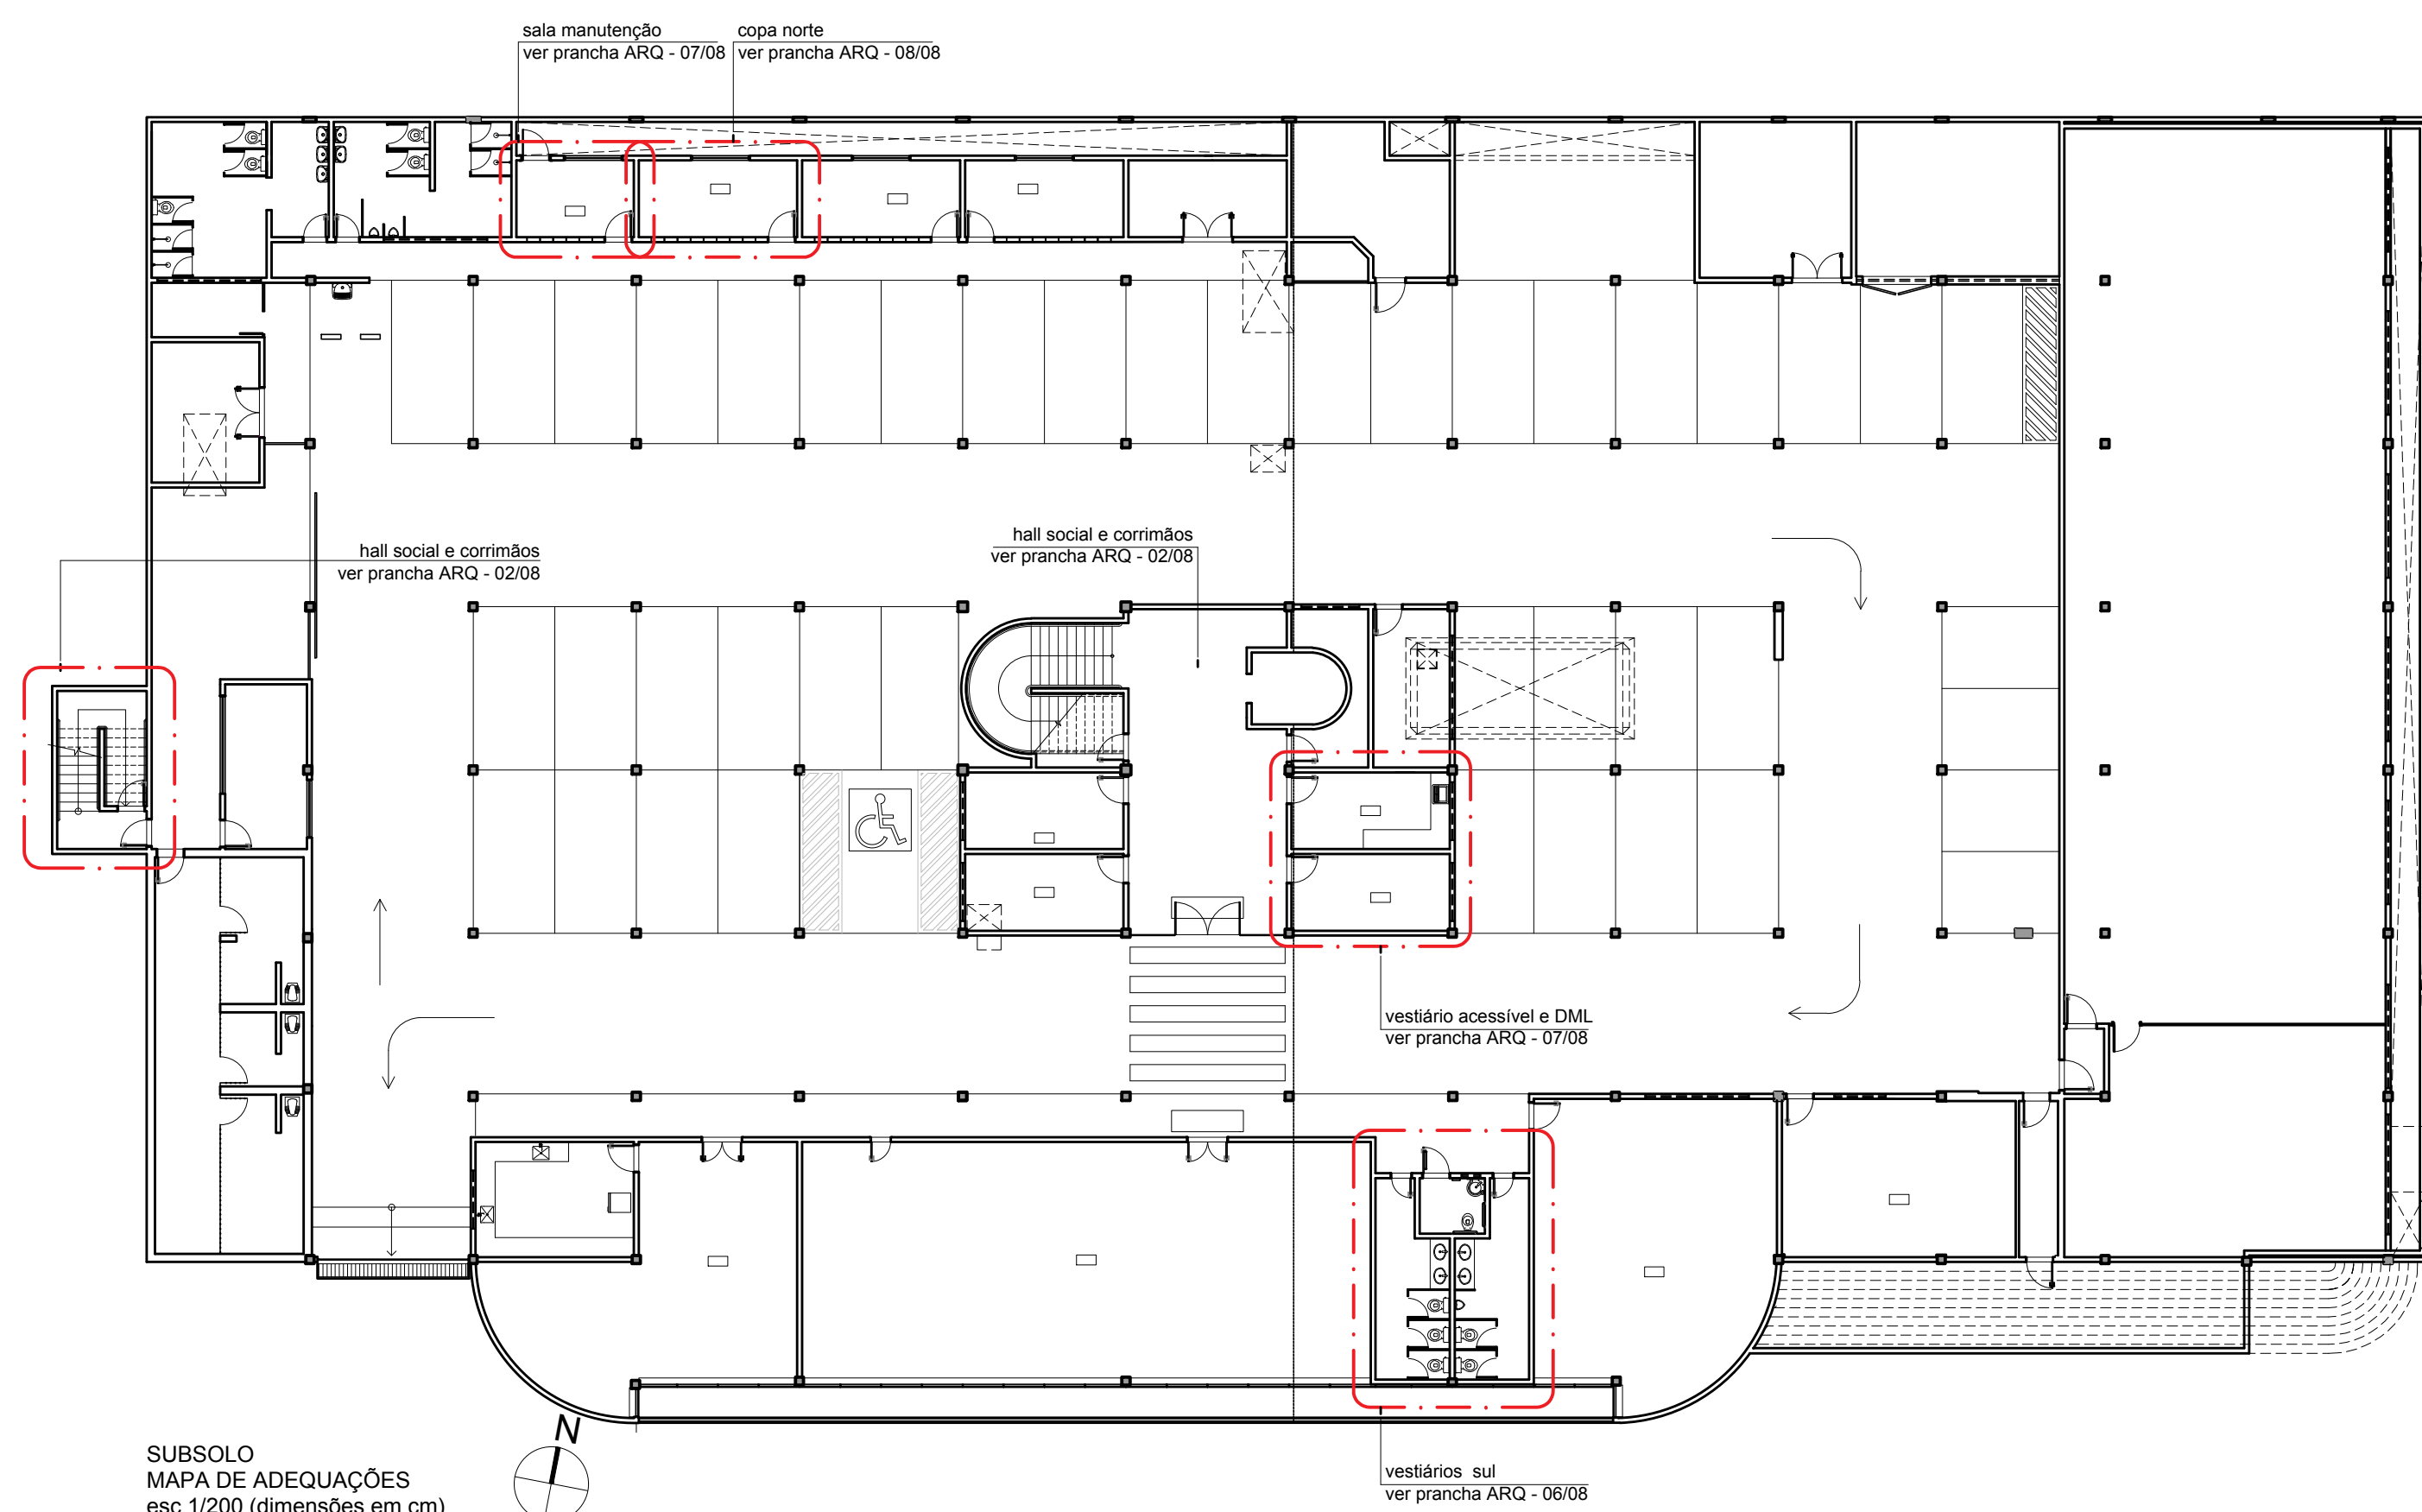 sala manutenção
ver prancha ARQ - 07/08
copa norte
ver prancha ARQ - 08/08
hall social e corrimãos
ver prancha ARQ - 02/08
hall social e corrimãos
ver prancha ARQ - 02/08
vestiário acessível e DML
ver prancha ARQ - 07/08
vestiários sul
ver prancha ARQ - 06/08
N
SUBSOLO
MAPA DE ADEQUAÇÕES
esc 1/200 (dimensões em cm)